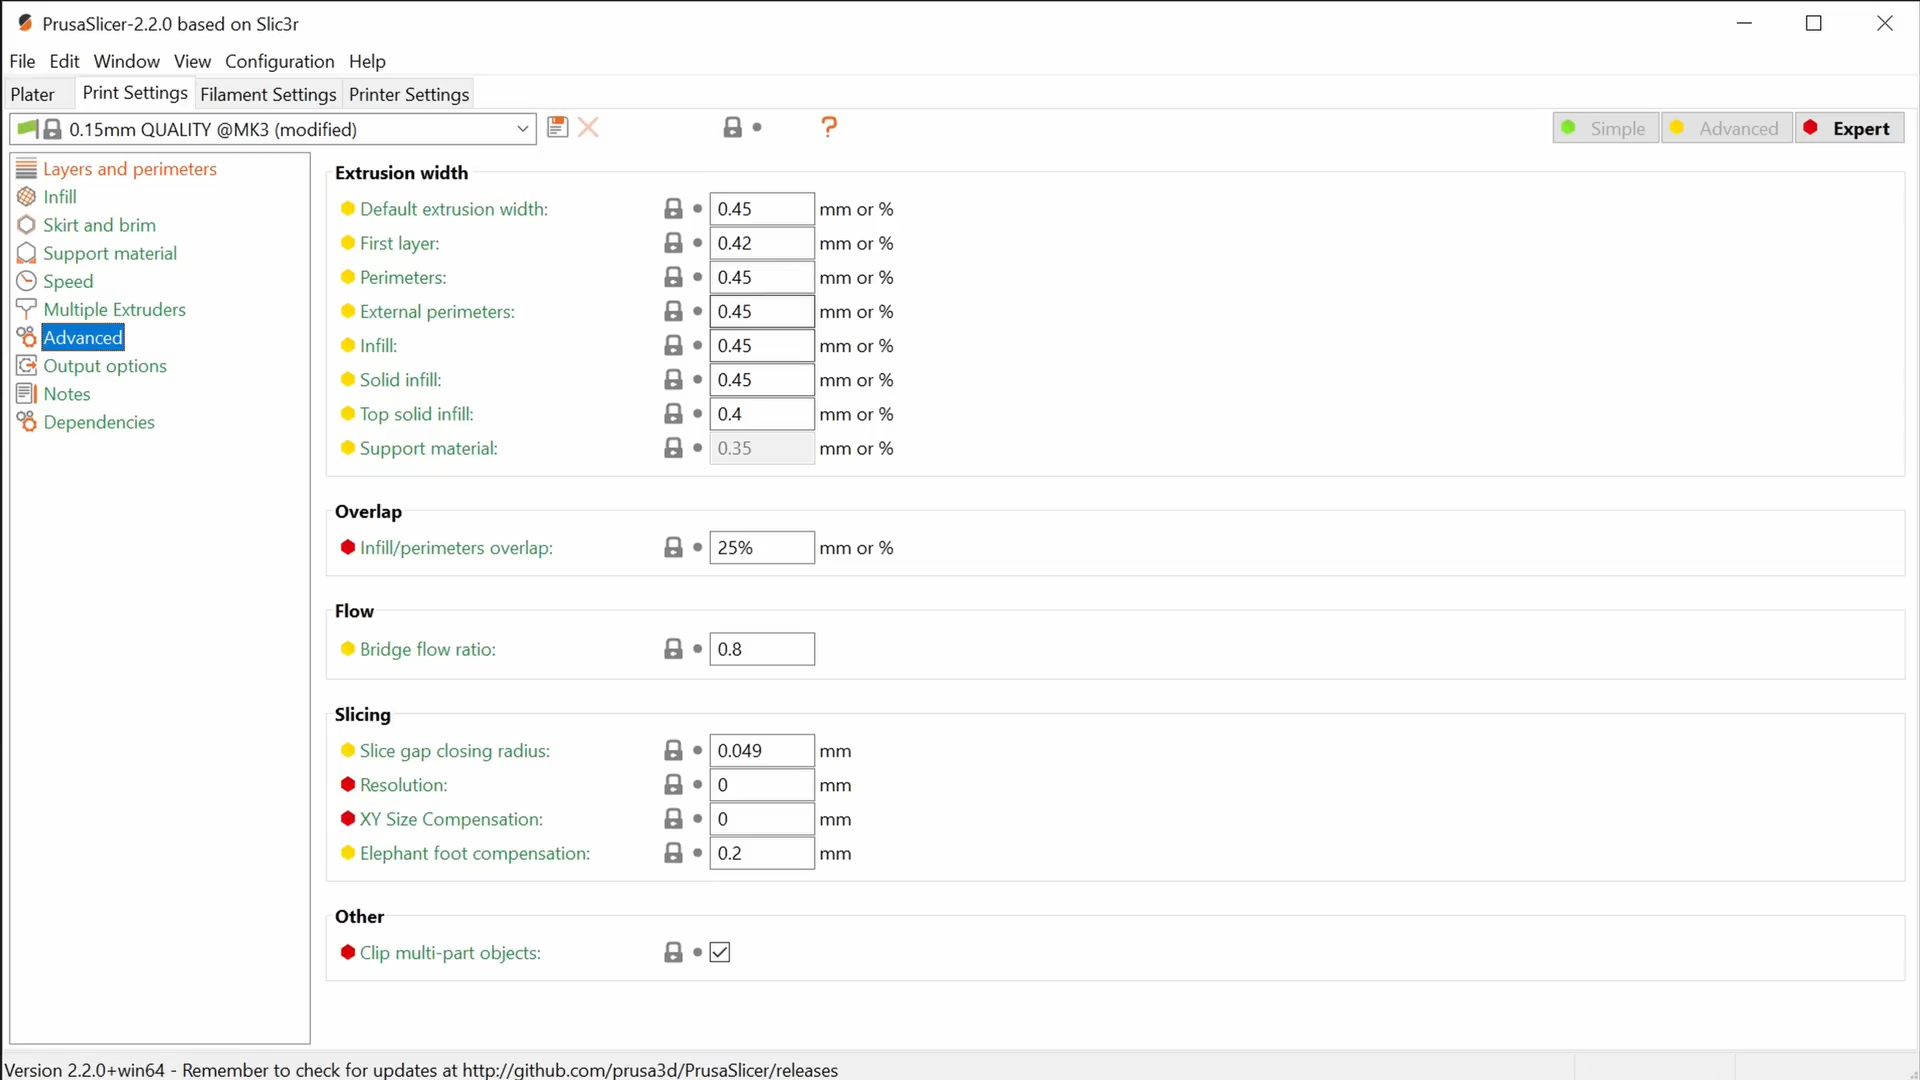 PrusaSlicer-2.2.0 based on Slic3r
File Edit Window View Configuration Help
Plater Print Settings Filament Settings Printer Settings
0.15mm QUALITY @MK3 (modified) ? Simple Advanced Expert
Layers and perimeters
Infill
Skirt and brim
Support material
Speed
Multiple Extruders
Advanced
Output options
Notes
Dependencies
Extrusion width
Default extrusion width: 0.45 mm or %
First layer: 0.42 mm or %
Perimeters: 0.45 mm or %
External perimeters: 0.45 mm or %
Infill: 0.45 mm or %
Solid infill: 0.45 mm or %
Top solid infill: 0.4 mm or %
Support material: 0.35 mm or %
Overlap
Infill/perimeters overlap: 25% mm or %
Flow
Bridge flow ratio: 0.8
Slicing
Slice gap closing radius: 0.049 mm
Resolution: 0 mm
XY Size Compensation: 0 mm
Elephant foot compensation: 0.2 mm
Other
Clip multi-part objects:
Version 2.2.0+win64 - Remember to check for updates at http://github.com/prusa3d/PrusaSlicer/releases